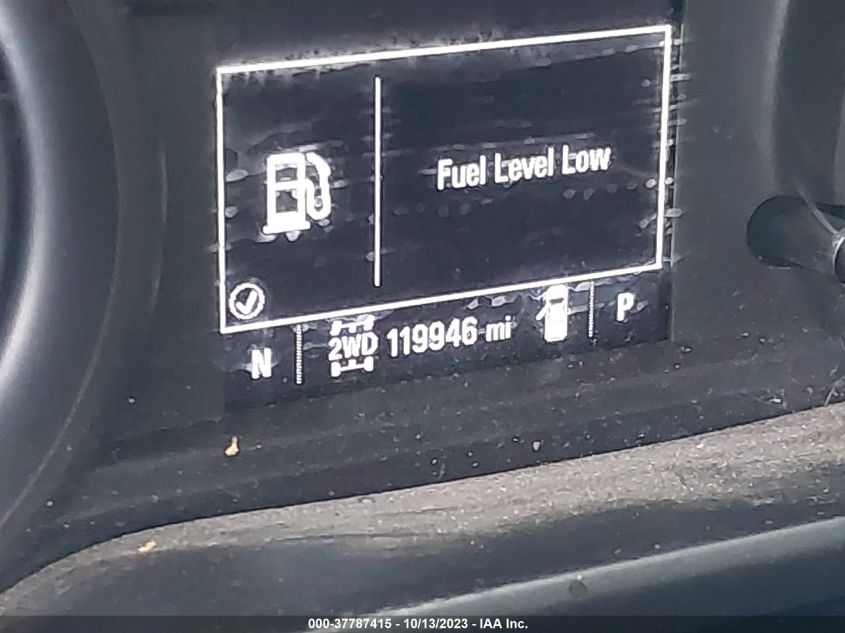 Fuel Level Low
N 2WD 119946 mi P
000-37787415 - 10/13/2023 - IAA Inc.